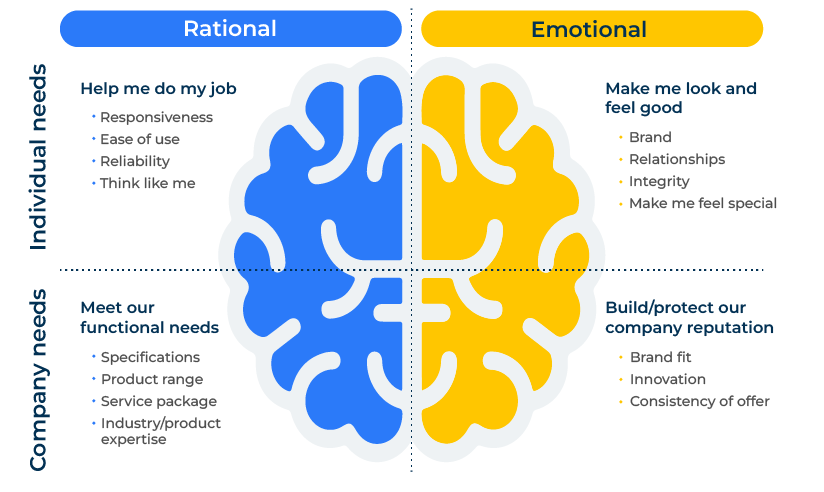 Rational
Emotional
Individual needs
Help me do my job
• Responsiveness
• Ease of use
• Reliability
• Think like me
Make me look and
feel good
• Brand
• Relationships
• Integrity
• Make me feel special
Company needs
Meet our
functional needs
• Specifications
• Product range
• Service package
• Industry/product
expertise
Build/protect our
company reputation
• Brand fit
• Innovation
• Consistency of offer